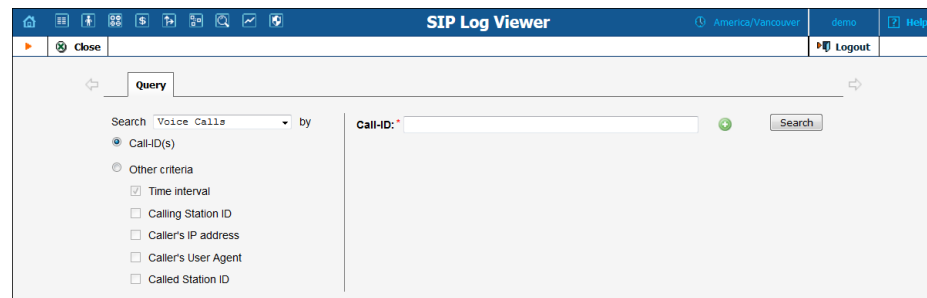 SIP Log Viewer America/Vancouver demo ? Help
Close Logout
Query
Search Voice Calls by Call-ID: * Search
Call-ID(s)
Other criteria
Time interval
Calling Station ID
Caller's IP address
Caller's User Agent
Called Station ID